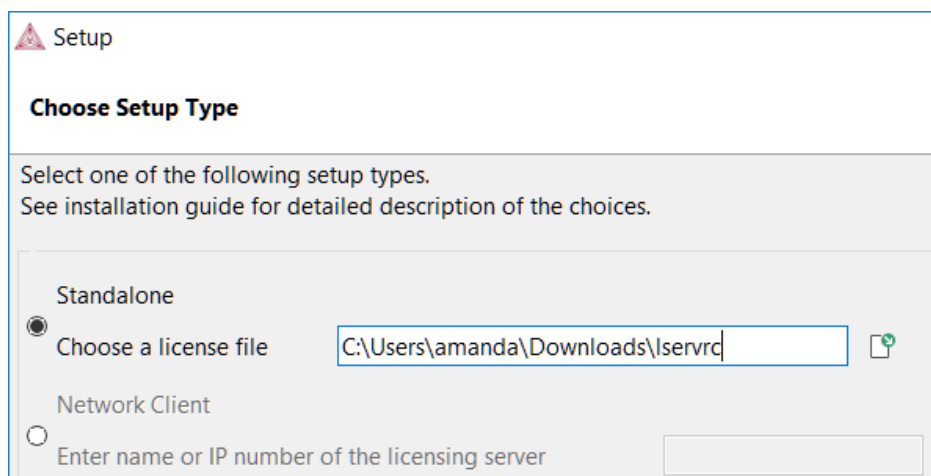 Setup
Choose Setup Type
Select one of the following setup types.
See installation guide for detailed description of the choices.
Standalone
Choose a license file C:\Users\amanda\Downloads\lservrc
Network Client
Enter name or IP number of the licensing server